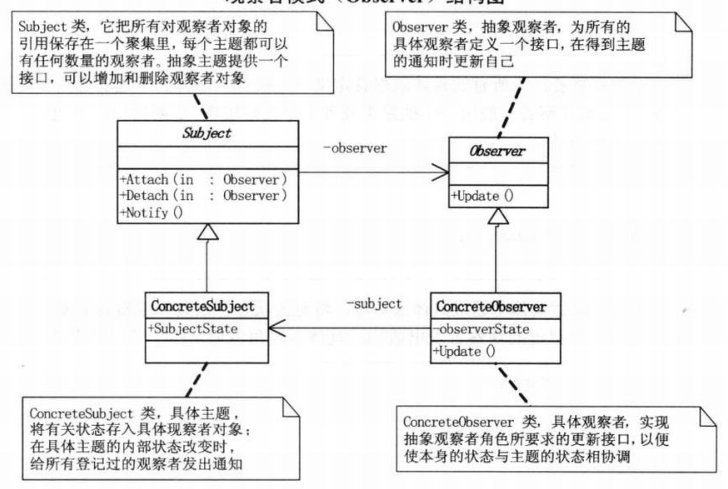 观察者模式（Observer）结构图
Subject 类，它把所有对观察者对象的
引用保存在一个聚集里，每个主题都可以
有任何数量的观察者。抽象主题提供一个
接口，可以增加和删除观察者对象
Observer 类，抽象观察者，为所有的
具体观察者定义一个接口，在得到主题
的通知时更新自己
Subject
+Attach(in : Observer)
+Detach(in : Observer)
+Notify()
-observer
Observer
+Update()
ConcreteSubject
+SubjectState
-subject
ConcreteObserver
-observerState
+Update()
ConcreteSubject 类，具体主题，
将有关状态存入具体现察者对象；
在具体主题的内部状态改变时，
给所有登记过的观察者发出通知
ConcreteObserver 类，具体观察者，实现
抽象观察者角色所要求的更新接口，以便
使本身的状态与主题的状态相协调